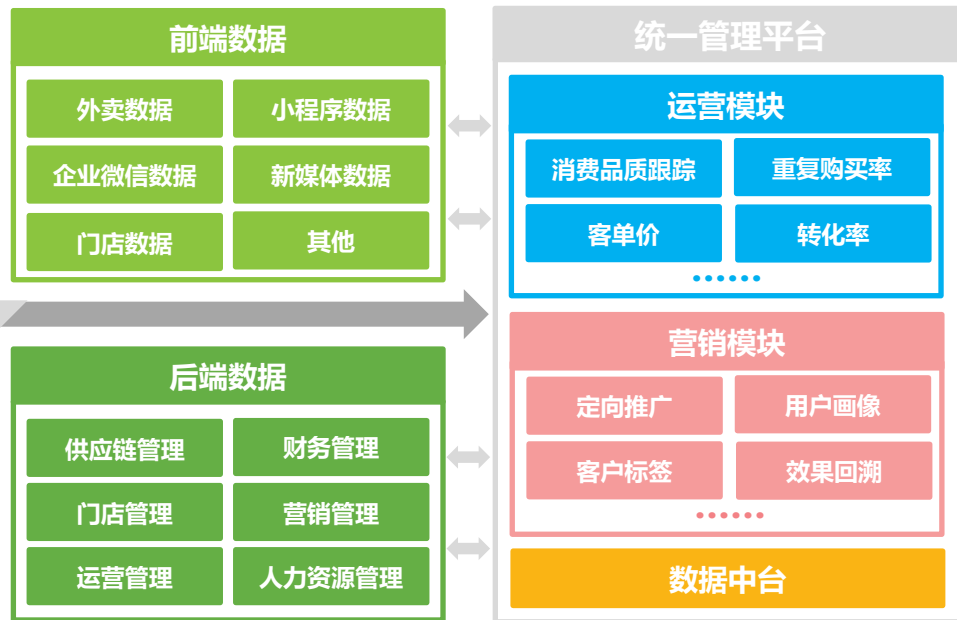 前端数据
外卖数据
小程序数据
企业微信数据
新媒体数据
门店数据
其他
后端数据
供应链管理
财务管理
门店管理
营销管理
运营管理
人力资源管理
统一管理平台
运营模块
消费品质跟踪
重复购买率
客单价
转化率
······
营销模块
定向推广
用户画像
客户标签
效果回溯
······
数据中台